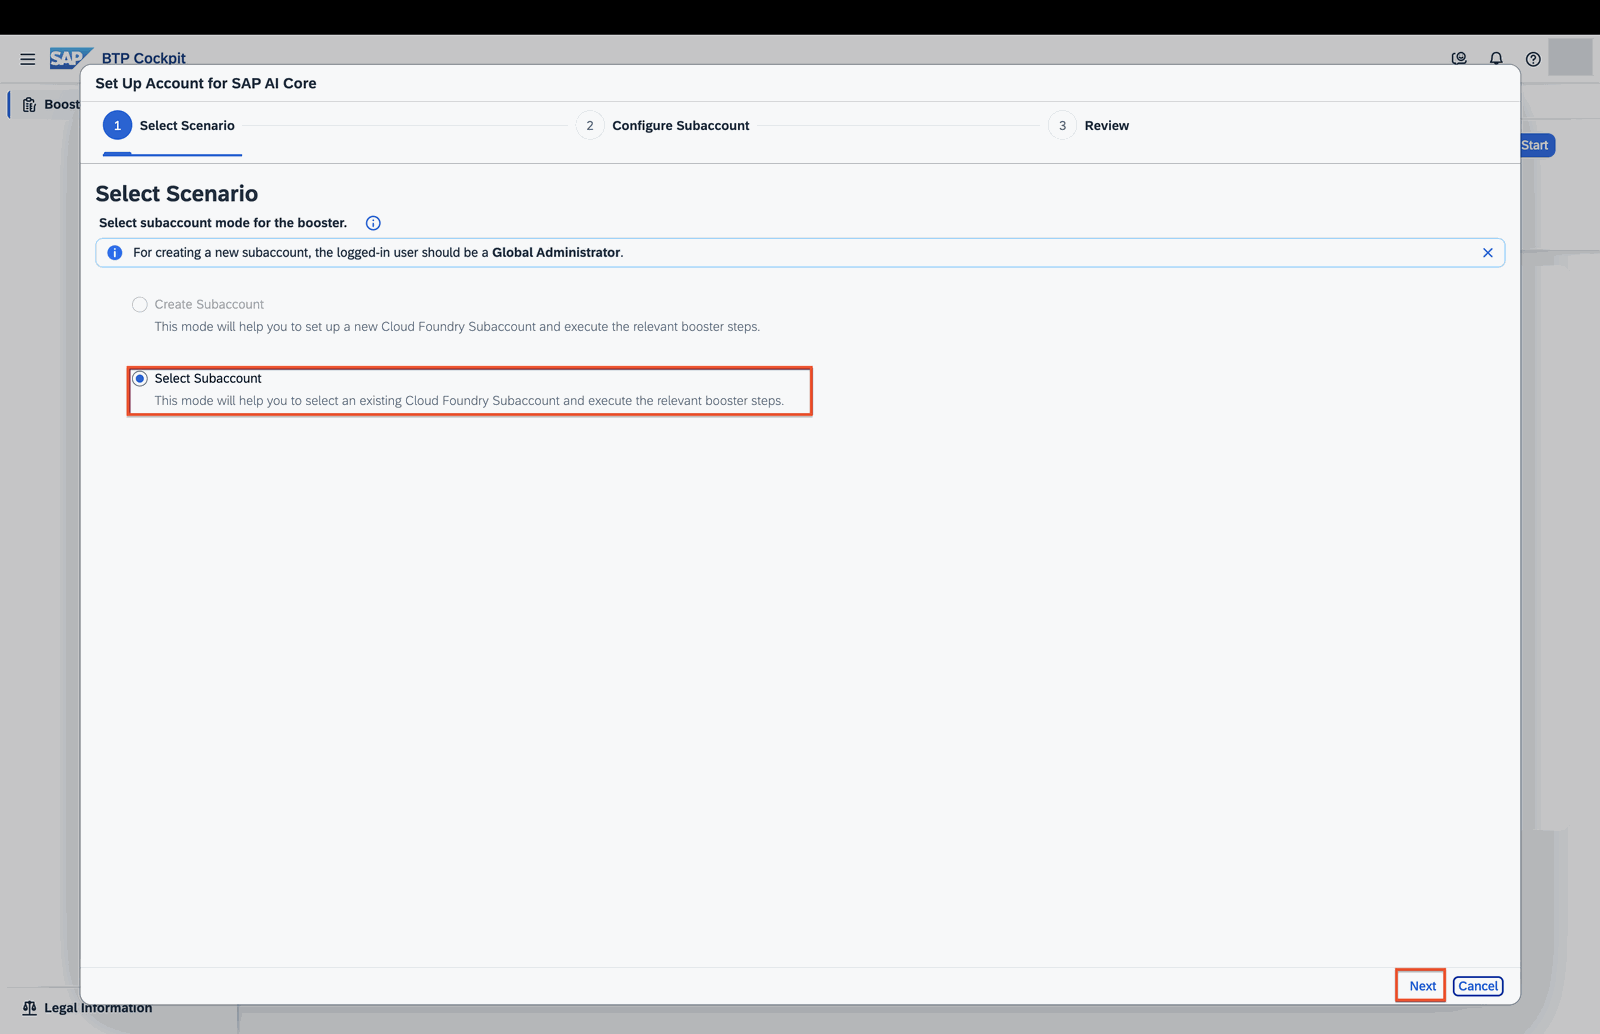 SAP BTP Cockpit
Set Up Account for SAP AI Core
Boost
1 Select Scenario 2 Configure Subaccount 3 Review
Start
Select Scenario
Select subaccount mode for the booster.
For creating a new subaccount, the logged-in user should be a Global Administrator.
Create Subaccount
This mode will help you to set up a new Cloud Foundry Subaccount and execute the relevant booster steps.
Select Subaccount
This mode will help you to select an existing Cloud Foundry Subaccount and execute the relevant booster steps.
Next Cancel
Legal Information